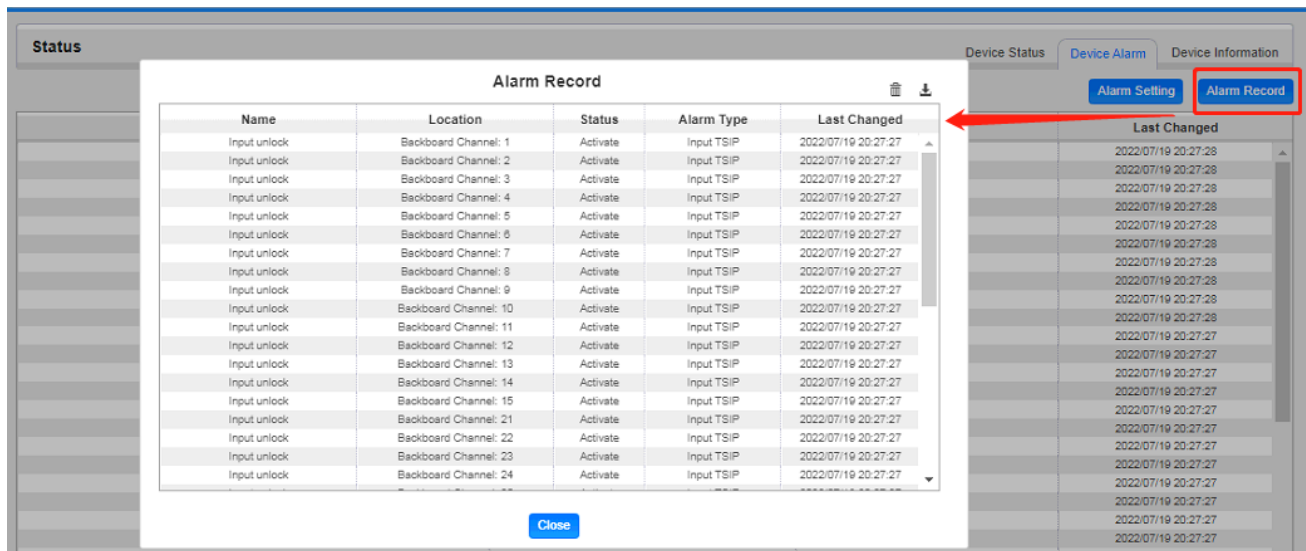 Status
Device Status Device Alarm Device Information
Alarm Setting Alarm Record
Last Changed
2022/07/19 20:27:28
2022/07/19 20:27:28
2022/07/19 20:27:28
2022/07/19 20:27:28
2022/07/19 20:27:28
2022/07/19 20:27:28
2022/07/19 20:27:28
2022/07/19 20:27:28
2022/07/19 20:27:28
2022/07/19 20:27:28
2022/07/19 20:27:27
2022/07/19 20:27:27
2022/07/19 20:27:27
2022/07/19 20:27:27
2022/07/19 20:27:27
2022/07/19 20:27:27
2022/07/19 20:27:27
2022/07/19 20:27:27
2022/07/19 20:27:27
2022/07/19 20:27:27
2022/07/19 20:27:27
2022/07/19 20:27:27
Alarm Record
Name Location Status Alarm Type Last Changed
Input unlock Backboard Channel: 1 Activate Input TSIP 2022/07/19 20:27:27
Input unlock Backboard Channel: 2 Activate Input TSIP 2022/07/19 20:27:27
Input unlock Backboard Channel: 3 Activate Input TSIP 2022/07/19 20:27:27
Input unlock Backboard Channel: 4 Activate Input TSIP 2022/07/19 20:27:27
Input unlock Backboard Channel: 5 Activate Input TSIP 2022/07/19 20:27:27
Input unlock Backboard Channel: 6 Activate Input TSIP 2022/07/19 20:27:27
Input unlock Backboard Channel: 7 Activate Input TSIP 2022/07/19 20:27:27
Input unlock Backboard Channel: 8 Activate Input TSIP 2022/07/19 20:27:27
Input unlock Backboard Channel: 9 Activate Input TSIP 2022/07/19 20:27:27
Input unlock Backboard Channel: 10 Activate Input TSIP 2022/07/19 20:27:27
Input unlock Backboard Channel: 11 Activate Input TSIP 2022/07/19 20:27:27
Input unlock Backboard Channel: 12 Activate Input TSIP 2022/07/19 20:27:27
Input unlock Backboard Channel: 13 Activate Input TSIP 2022/07/19 20:27:27
Input unlock Backboard Channel: 14 Activate Input TSIP 2022/07/19 20:27:27
Input unlock Backboard Channel: 15 Activate Input TSIP 2022/07/19 20:27:27
Input unlock Backboard Channel: 21 Activate Input TSIP 2022/07/19 20:27:27
Input unlock Backboard Channel: 22 Activate Input TSIP 2022/07/19 20:27:27
Input unlock Backboard Channel: 23 Activate Input TSIP 2022/07/19 20:27:27
Input unlock Backboard Channel: 24 Activate Input TSIP 2022/07/19 20:27:27
Close